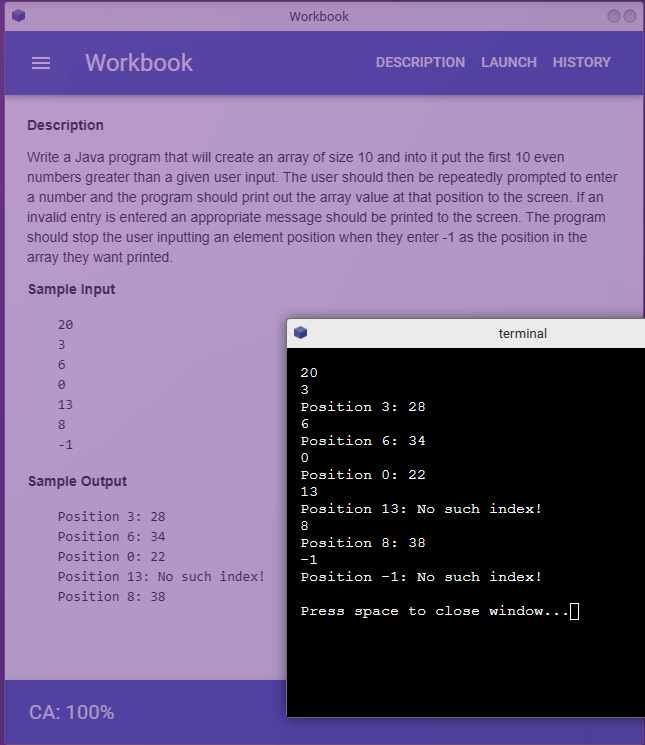 Workbook
Workbook
DESCRIPTION LAUNCH HISTORY
Description
Write a Java program that will create an array of size 10 and into it put the first 10 even
numbers greater than a given user input. The user should then be repeatedly prompted to enter
a number and the program should print out the array value at that position to the screen. If an
invalid entry is entered an appropriate message should be printed to the screen. The program
should stop the user inputting an element position when they enter -1 as the position in the
array they want printed.
Sample Input
20
3
6
0
13
8
-1
Sample Output
Position 3: 28
Position 6: 34
Position 0: 22
Position 13: No such index!
Position 8: 38
CA: 100%
terminal
20
3
Position 3: 28
6
Position 6: 34
0
Position 0: 22
13
Position 13: No such index!
8
Position 8: 38
-1
Position -1: No such index!
Press space to close window...